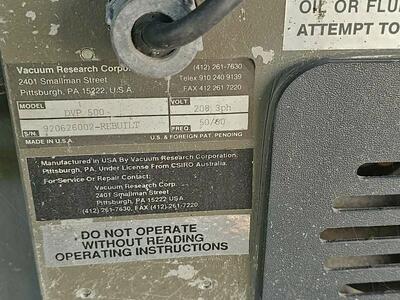 OIL OR FLU
ATTEMPT TO
Vacuum Research Corpor
2401 Smallman Street
Pittsburgh, PA 15222, U.S.A.
(412) 261-7630
Telex 910 240 9139
FAX 412 261 7220
MODEL DVP 500 VOLT. 208 3ph
S/N 920626002-REBUILT FREQ. 50/60
MADE IN U.S.A. U.S. & FOREIGN PAT. PENDING
Manufactured in USA By Vacuum Research Corporation,
Pittsburgh, PA, Under License From CSIRO Australia.
For Service Or Repair Contact:
Vacuum Research Corp.
2401 Smallman Street
Pittsburgh, PA 15222 USA
(412) 261-7630, FAX (412)-261-7220
DO NOT OPERATE
WITHOUT READING
OPERATING INSTRUCTIONS